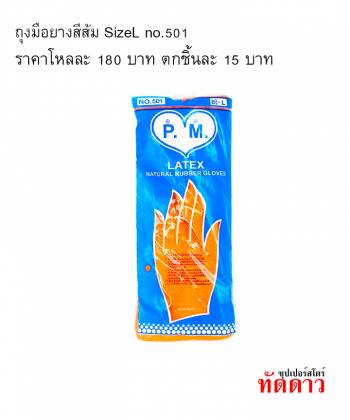 ถุงมือยางสีส้ม SizeL no.501
ราคาโหลละ 180 บาท ตกชิ้นละ 15 บาท
NO.501
P. M.
LATEX
NATURAL RUBBER GLOVES
ซุปเปอร์สโตร์
ทัดดาว